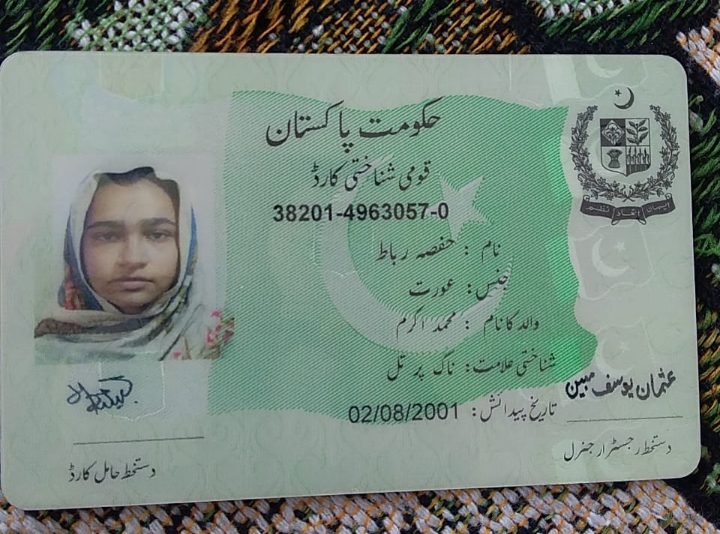 حکومت پاکستان
قومی شناختی کارڈ
38201-4963057-0
نام : حفصہ رباط
جنس: عورت
والد کا نام : محمد اکرم
شناختی علامت: ناک پر تل
تاریخ پیدائش: 02/08/2001
ایمان اتحاد نظم
عثمان یوسف مبین
دستخط رجسٹرار جنرل
دستخط حامل کارڈ